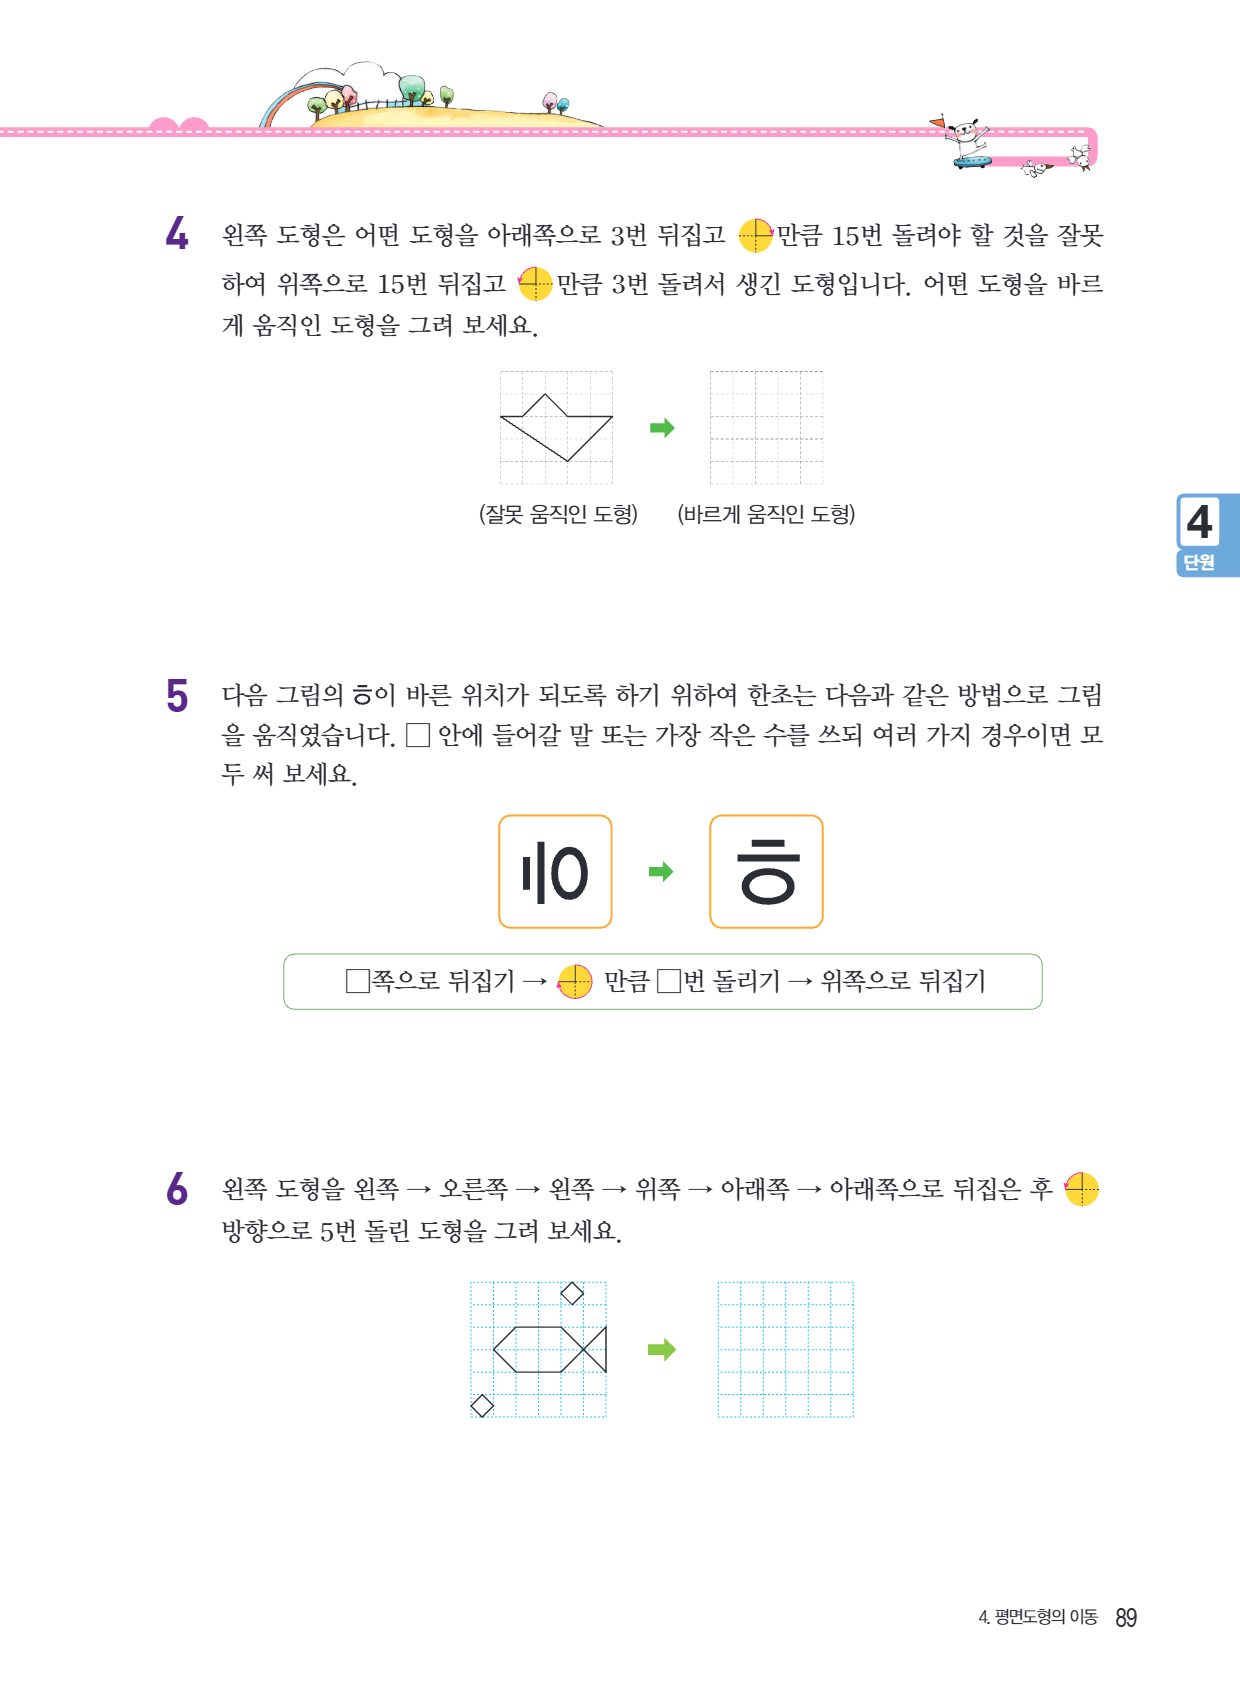 4 왼쪽 도형은 어떤 도형을 아래쪽으로 3번 뒤집고 만큼 15번 돌려야 할 것을 잘못
하여 위쪽으로 15번 뒤집고 만큼 3번 돌려서 생긴 도형입니다. 어떤 도형을 바르
게 움직인 도형을 그려 보세요.
(잘못 움직인 도형) (바르게 움직인 도형)
4
단원
5 다음 그림의 ㅎ이 바른 위치가 되도록 하기 위하여 한초는 다음과 같은 방법으로 그림
을 움직였습니다. □ 안에 들어갈 말 또는 가장 작은 수를 쓰되 여러 가지 경우이면 모
두 써 보세요.
ㅎ ㅎ
□쪽으로 뒤집기 → 만큼 □번 돌리기 → 위쪽으로 뒤집기
6 왼쪽 도형을 왼쪽 → 오른쪽 → 왼쪽 → 위쪽 → 아래쪽 → 아래쪽으로 뒤집은 후
방향으로 5번 돌린 도형을 그려 보세요.
4. 평면도형의 이동 89